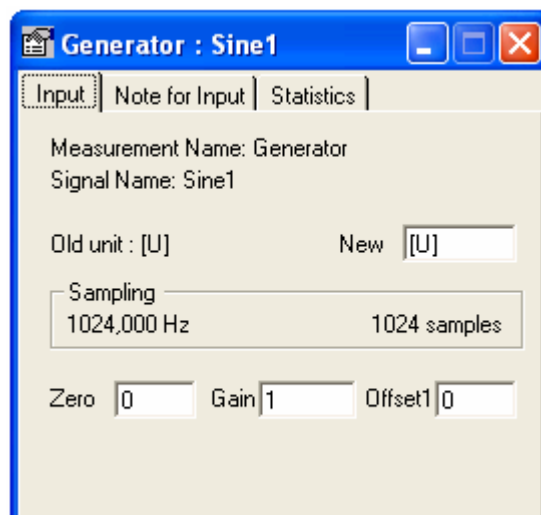 Generator : Sine1
Input Note for Input Statistics
Measurement Name: Generator
Signal Name: Sine1
Old unit : [U] New [U]
Sampling
1024,000 Hz 1024 samples
Zero 0 Gain 1 Offset1 0